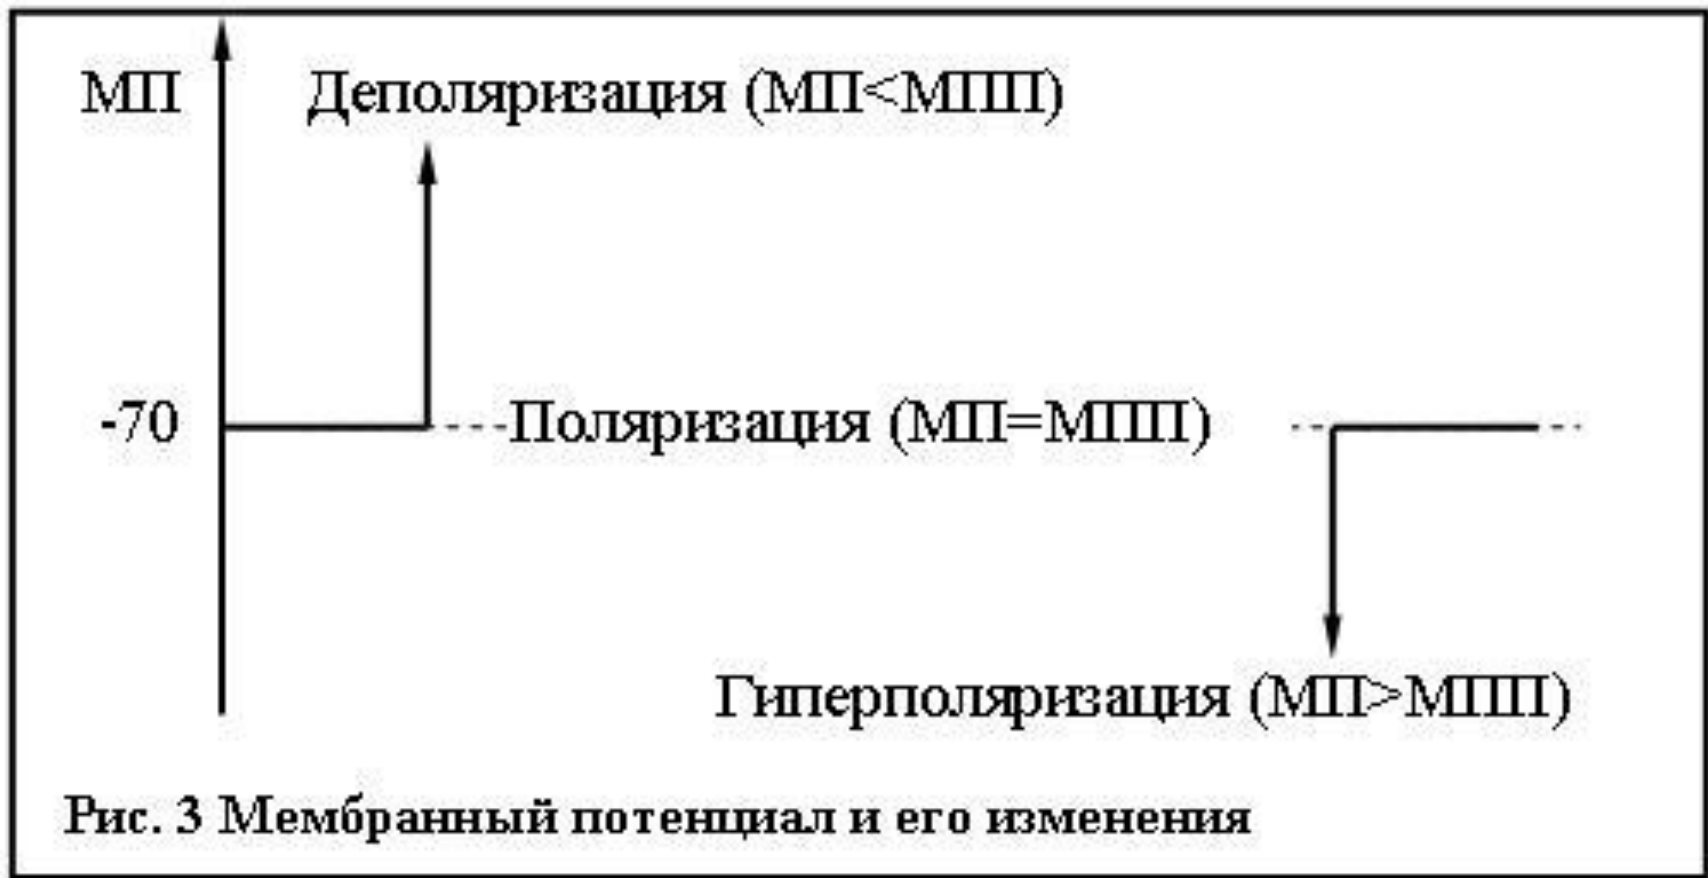 МП
Деполяризация (МП<МПП)
-70
Поляризация (МП=МПП)
Гиперполяризация (МП>МПП)
Рис. 3 Мембранный потенциал и его изменения